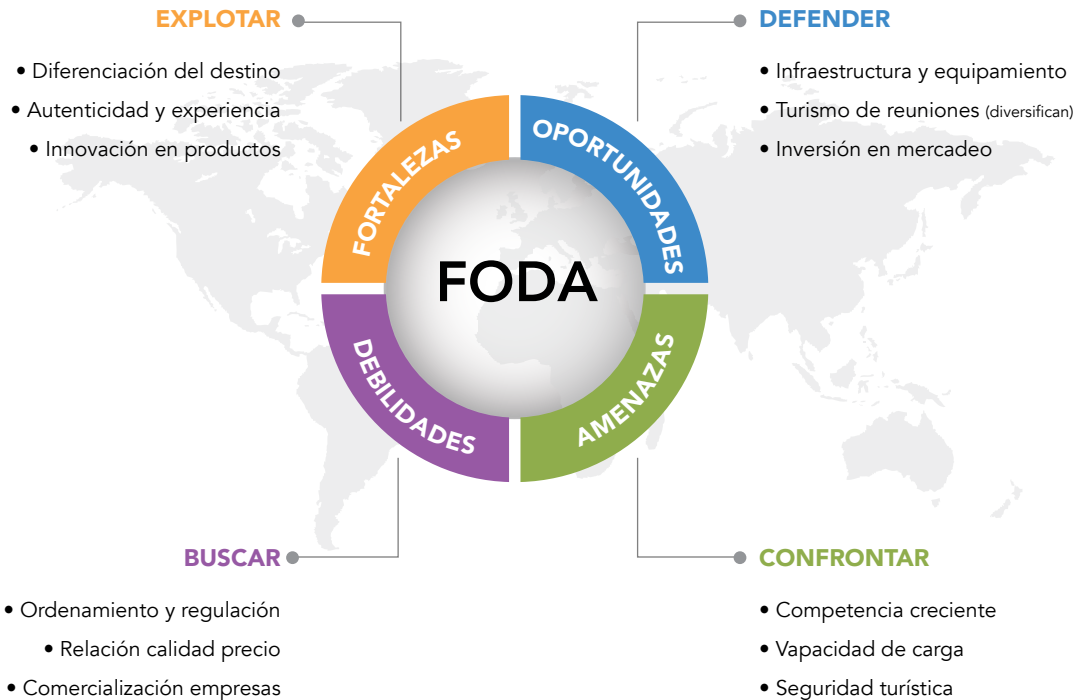 EXPLOTAR
• Diferenciación del destino
• Autenticidad y experiencia
• Innovación en productos
DEFENDER
• Infraestructura y equipamiento
• Turismo de reuniones (diversifican)
• Inversión en mercadeo
FORTALEZAS
OPORTUNIDADES
FODA
DEBILIDADES
AMENAZAS
BUSCAR
• Ordenamiento y regulación
• Relación calidad precio
• Comercialización empresas
CONFRONTAR
• Competencia creciente
• Vapacidad de carga
• Seguridad turística